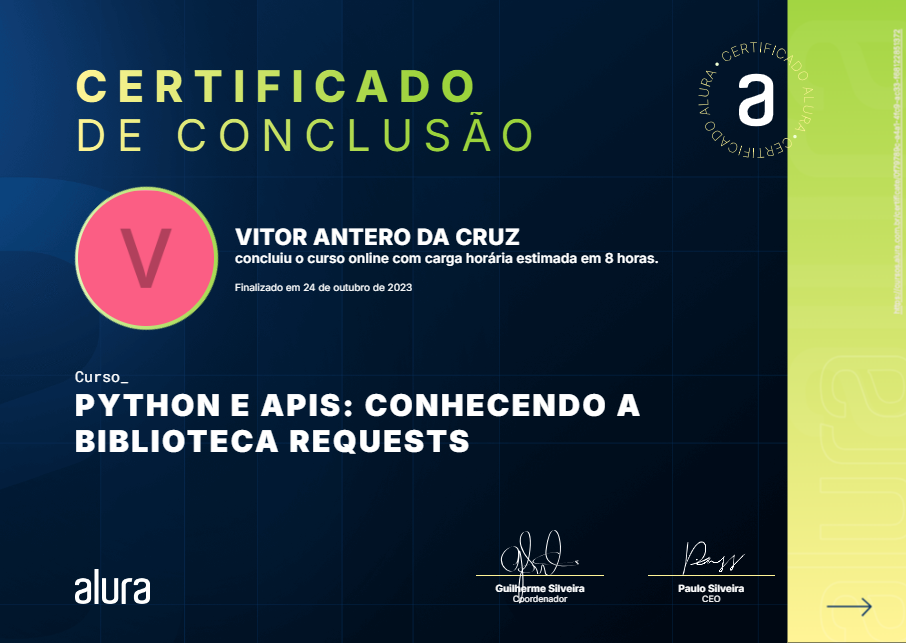 CERTIFICADO
DE CONCLUSÃO
CERTIFICADO ALURA • CERTIFICADO ALURA •
a
V
VITOR ANTERO DA CRUZ
concluiu o curso online com carga horária estimada em 8 horas.
Finalizado em 24 de outubro de 2023
Curso_
PYTHON E APIS: CONHECENDO A
BIBLIOTECA REQUESTS
alura
Guilherme Silveira
Coordenador
Paulo Silveira
CEO
alura